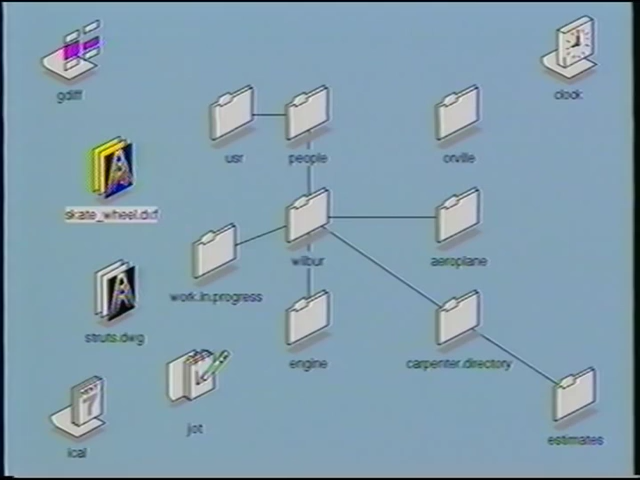 gdiff
clock
usr
people
orville
skate_wheel.dxf
wilbur
aeroplane
work.in.progress
struts.dwg
engine
carpenter.directory
jot
ical
estimates